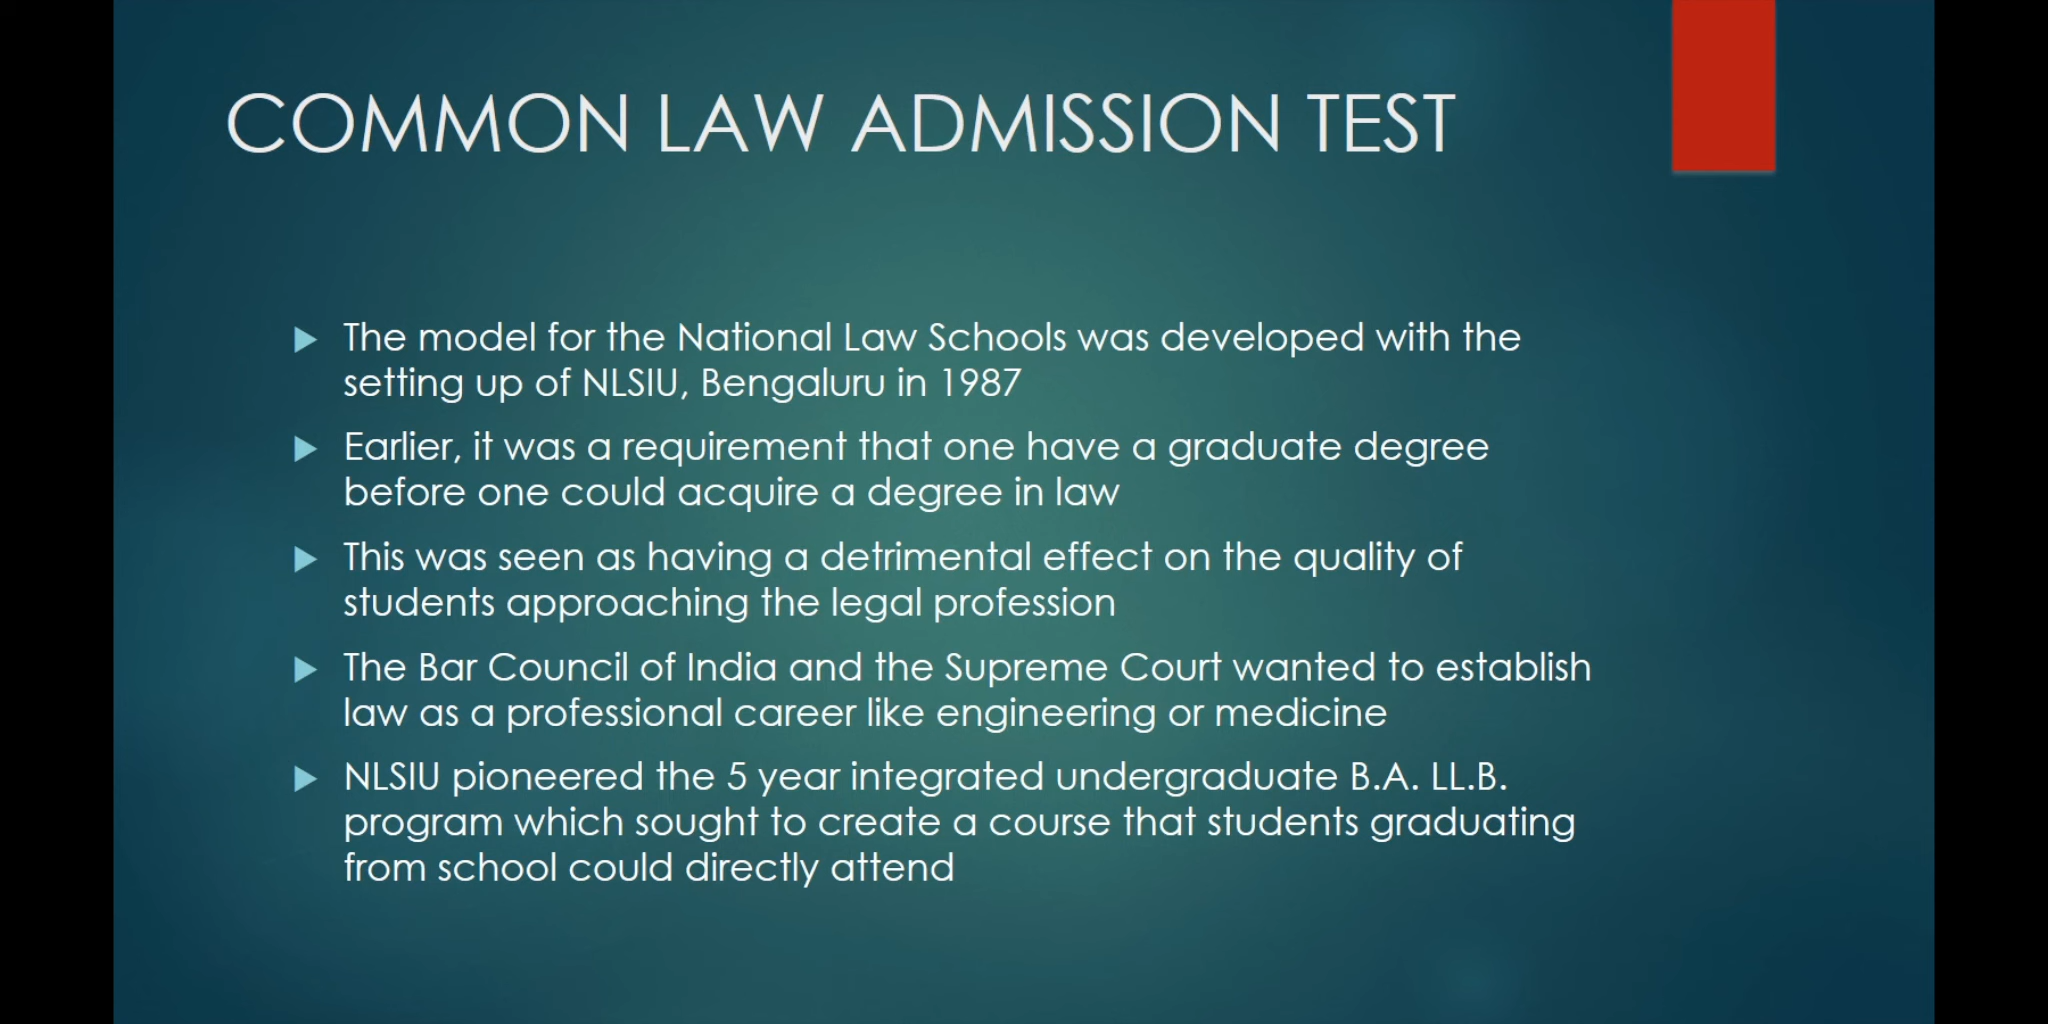 COMMON LAW ADMISSION TEST
The model for the National Law Schools was developed with the
setting up of NLSIU, Bengaluru in 1987
Earlier, it was a requirement that one have a graduate degree
before one could acquire a degree in law
This was seen as having a detrimental effect on the quality of
students approaching the legal profession
The Bar Council of India and the Supreme Court wanted to establish
law as a professional career like engineering or medicine
NLSIU pioneered the 5 year integrated undergraduate B.A. LL.B.
program which sought to create a course that students graduating
from school could directly attend